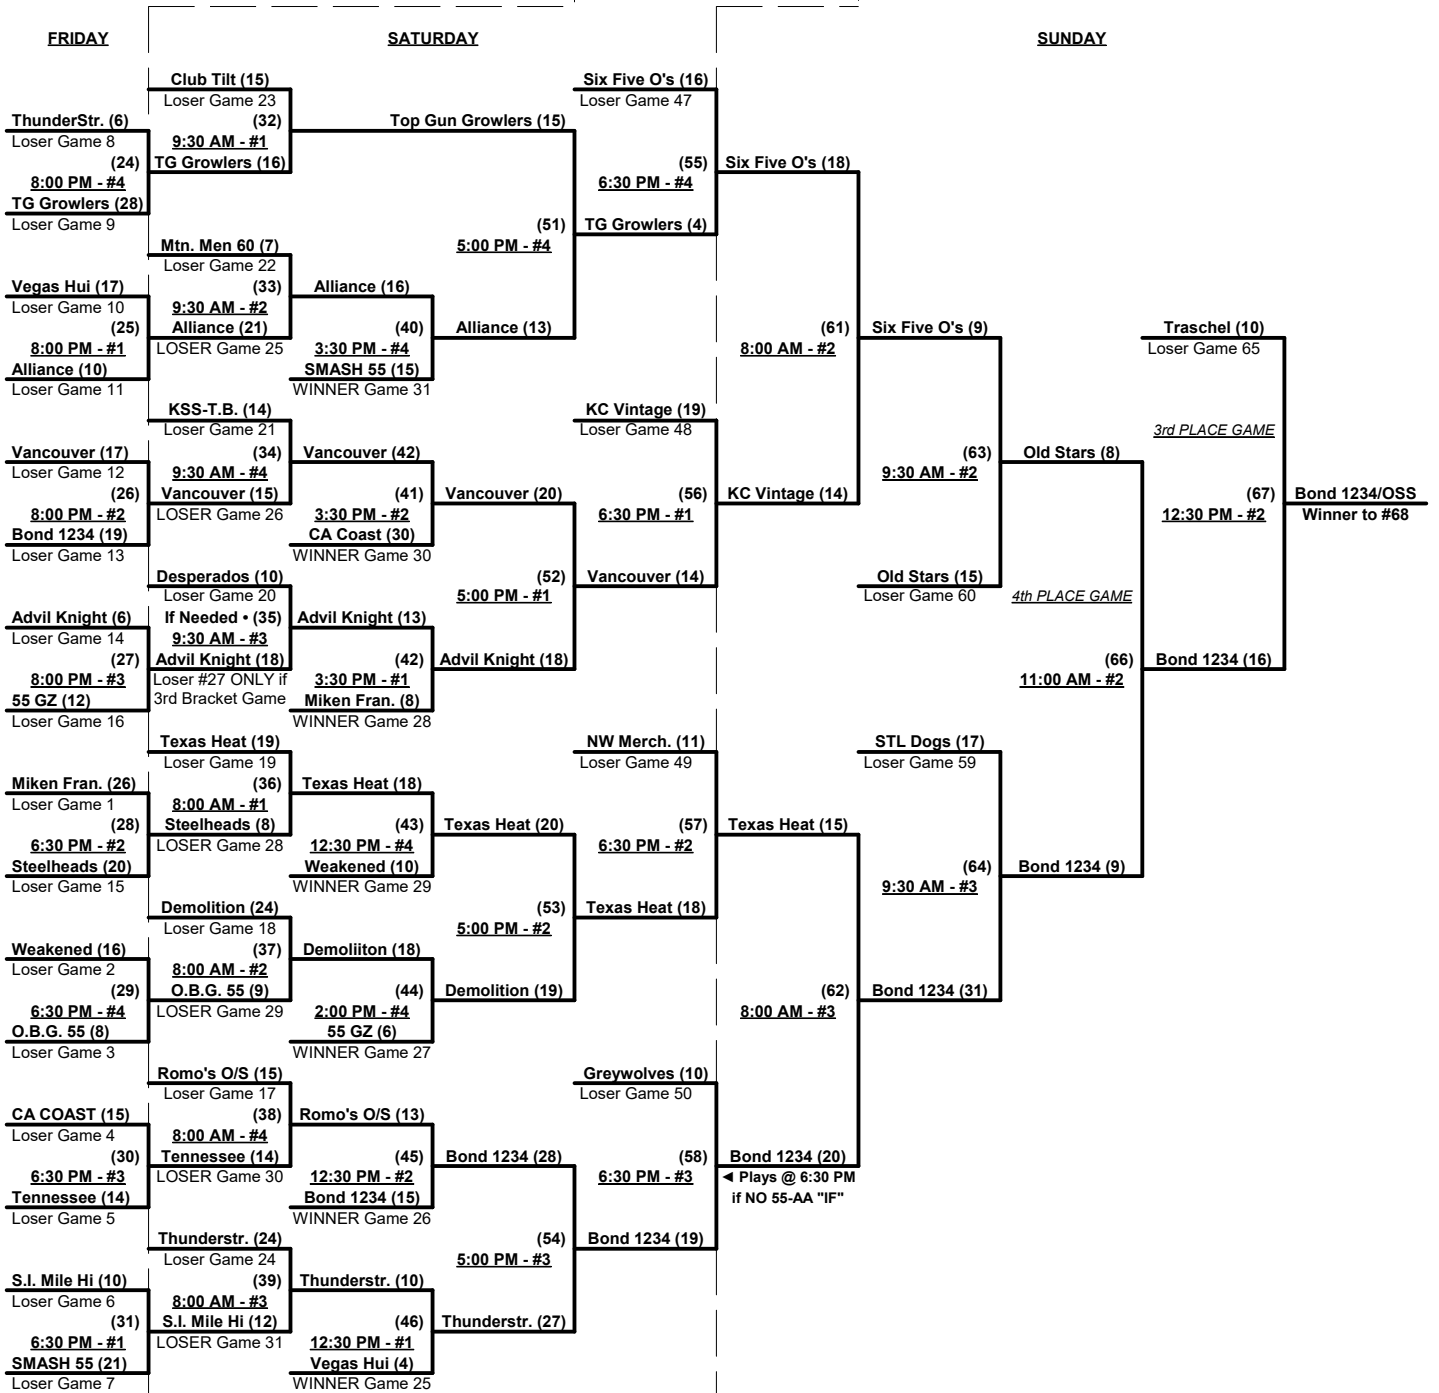 FRIDAY
SATURDAY
SUNDAY
Club Tilt (15)
Loser Game 23
Six Five O's (16)
Loser Game 47
ThunderStr. (6)
Loser Game 8
(32)
9:30 AM - #1
Top Gun Growlers (15)
(24)
8:00 PM - #4
TG Growlers (16)
(55)
6:30 PM - #4
Six Five O's (18)
TG Growlers (28)
Loser Game 9
(51)
5:00 PM - #4
TG Growlers (4)
Mtn. Men 60 (7)
Loser Game 22
Vegas Hui (17)
Loser Game 10
(33)
9:30 AM - #2
Alliance (16)
(25)
8:00 PM - #1
Alliance (21)
LOSER Game 25
(40)
3:30 PM - #4
Alliance (13)
(61)
8:00 AM - #2
Six Five O's (9)
Traschel (10)
Loser Game 65
Alliance (10)
Loser Game 11
SMASH 55 (15)
WINNER Game 31
KSS-T.B. (14)
Loser Game 21
KC Vintage (19)
Loser Game 48
3rd PLACE GAME
Vancouver (17)
Loser Game 12
(34)
9:30 AM - #4
Vancouver (42)
(63)
9:30 AM - #2
Old Stars (8)
(26)
8:00 PM - #2
Vancouver (15)
LOSER Game 26
(41)
3:30 PM - #2
Vancouver (20)
(56)
6:30 PM - #1
KC Vintage (14)
(67)
12:30 PM - #2
Bond 1234/OSS
Winner to #68
Bond 1234 (19)
Loser Game 13
CA Coast (30)
WINNER Game 30
Desperados (10)
Loser Game 20
(52)
5:00 PM - #1
Vancouver (14)
Old Stars (15)
Loser Game 60
4th PLACE GAME
Advil Knight (6)
Loser Game 14
If Needed • (35)
9:30 AM - #3
Advil Knight (13)
(27)
8:00 PM - #3
Advil Knight (18)
Loser #27 ONLY if
3rd Bracket Game
(42)
3:30 PM - #1
Advil Knight (18)
(66)
11:00 AM - #2
Bond 1234 (16)
55 GZ (12)
Loser Game 16
Miken Fran. (8)
WINNER Game 28
Texas Heat (19)
Loser Game 19
NW Merch. (11)
Loser Game 49
STL Dogs (17)
Loser Game 59
Miken Fran. (26)
Loser Game 1
(36)
8:00 AM - #1
Texas Heat (18)
(28)
6:30 PM - #2
Steelheads (8)
LOSER Game 28
(43)
12:30 PM - #4
Texas Heat (20)
(57)
6:30 PM - #2
Texas Heat (15)
Steelheads (20)
Loser Game 15
Weakened (10)
WINNER Game 29
(64)
9:30 AM - #3
Bond 1234 (9)
Demolition (24)
Loser Game 18
(53)
5:00 PM - #2
Texas Heat (18)
Weakened (16)
Loser Game 2
(37)
8:00 AM - #2
Demoliiton (18)
(29)
6:30 PM - #4
O.B.G. 55 (9)
LOSER Game 29
(44)
2:00 PM - #4
Demolition (19)
(62)
8:00 AM - #3
Bond 1234 (31)
O.B.G. 55 (8)
Loser Game 3
55 GZ (6)
WINNER Game 27
Romo's O/S (15)
Loser Game 17
Greywolves (10)
Loser Game 50
CA COAST (15)
Loser Game 4
(38)
8:00 AM - #4
Romo's O/S (13)
(30)
6:30 PM - #3
Tennessee (14)
LOSER Game 30
(45)
12:30 PM - #2
Bond 1234 (28)
(58)
6:30 PM - #3
Bond 1234 (20)
◄ Plays @ 6:30 PM
if NO 55-AA "IF"
Tennessee (14)
Loser Game 5
Bond 1234 (15)
WINNER Game 26
Thunderstr. (24)
Loser Game 24
(54)
5:00 PM - #3
Bond 1234 (19)
S.I. Mile Hi (10)
Loser Game 6
(39)
8:00 AM - #3
Thunderstr. (10)
(31)
6:30 PM - #1
S.I. Mile Hi (12)
LOSER Game 31
(46)
12:30 PM - #1
Thunderstr. (27)
SMASH 55 (21)
Loser Game 7
Vegas Hui (4)
WINNER Game 25